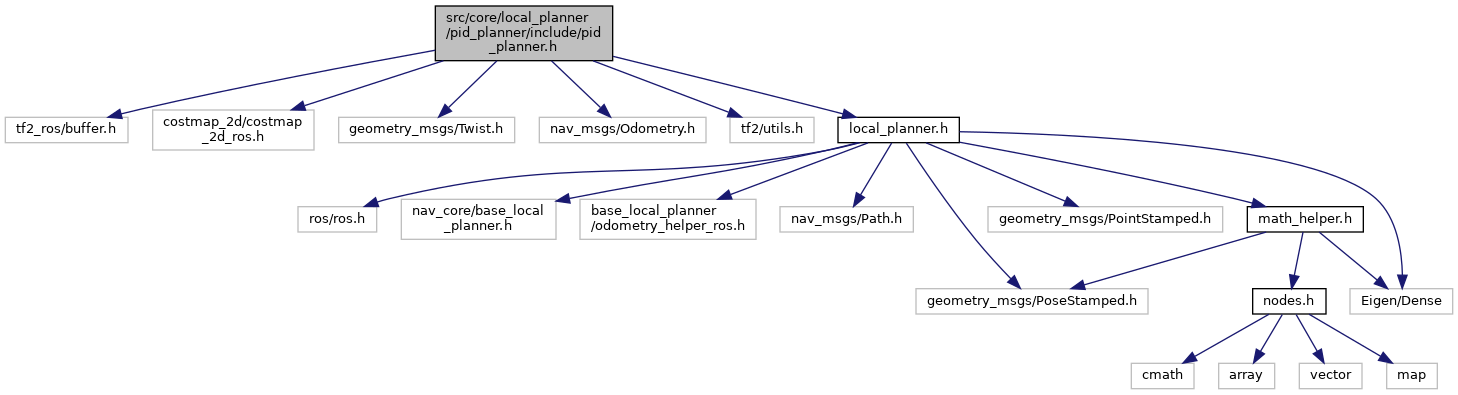 src/core/local_planner
/pid_planner/include/pid
_planner.h
tf2_ros/buffer.h
costmap_2d/costmap
_2d_ros.h
geometry_msgs/Twist.h
nav_msgs/Odometry.h
tf2/utils.h
local_planner.h
ros/ros.h
nav_core/base_local
_planner.h
base_local_planner
/odometry_helper_ros.h
nav_msgs/Path.h
geometry_msgs/PointStamped.h
math_helper.h
geometry_msgs/PoseStamped.h
nodes.h
Eigen/Dense
cmath
array
vector
map